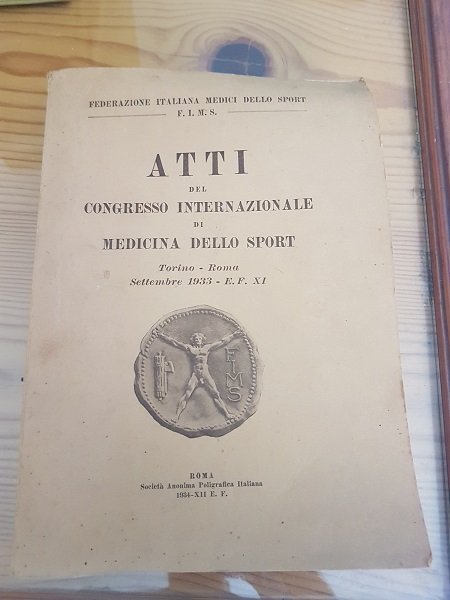 FEDERAZIONE ITALIANA MEDICI DELLO SPORT
F. I. M. S.
ATTI
DEL
CONGRESSO INTERNAZIONALE
DI
MEDICINA DELLO SPORT
Torino - Roma
Settembre 1933 - E. F. XI
FIMS
ROMA
Società Anonima Poligrafica Italiana
1934-XII E. F.